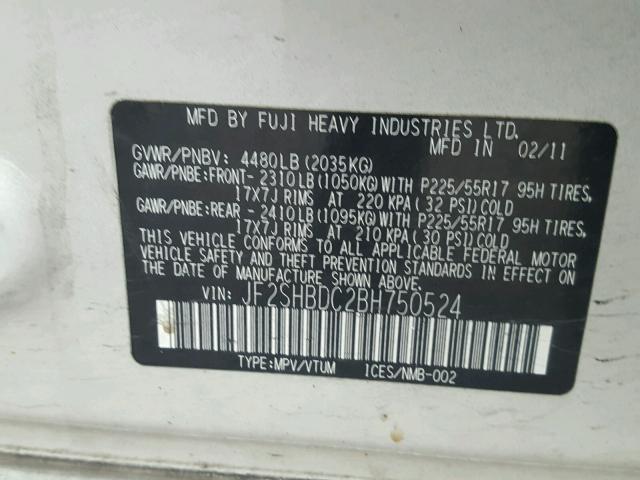 MFD BY FUJI HEAVY INDUSTRIES LTD.
MFD IN 02/11
GVWR/PNBV: 4480LB (2035KG)
GAWR/PNBE:FRONT- 2310LB(1050KG)WITH P225/55R17 95H TIRES,
17X7J RIMS AT 220 KPA(32 PSI)COLD
GAWR/PNBE:REAR - 2410LB(1095KG)WITH P225/55R17 95H TIRES,
17X7J RIMS AT 210 KPA(30 PSI)COLD
THIS VEHICLE CONFORMS TO ALL APPLICABLE FEDERAL MOTOR
VEHICLE SAFETY AND THEFT PREVENTION STANDARDS IN EFFECT
ON THE DATE OF MANUFACTURE SHOWN ABOVE.
VIN: JF2SHBDC2BH750524
TYPE:MPV/VTUM ICES/NMB-002